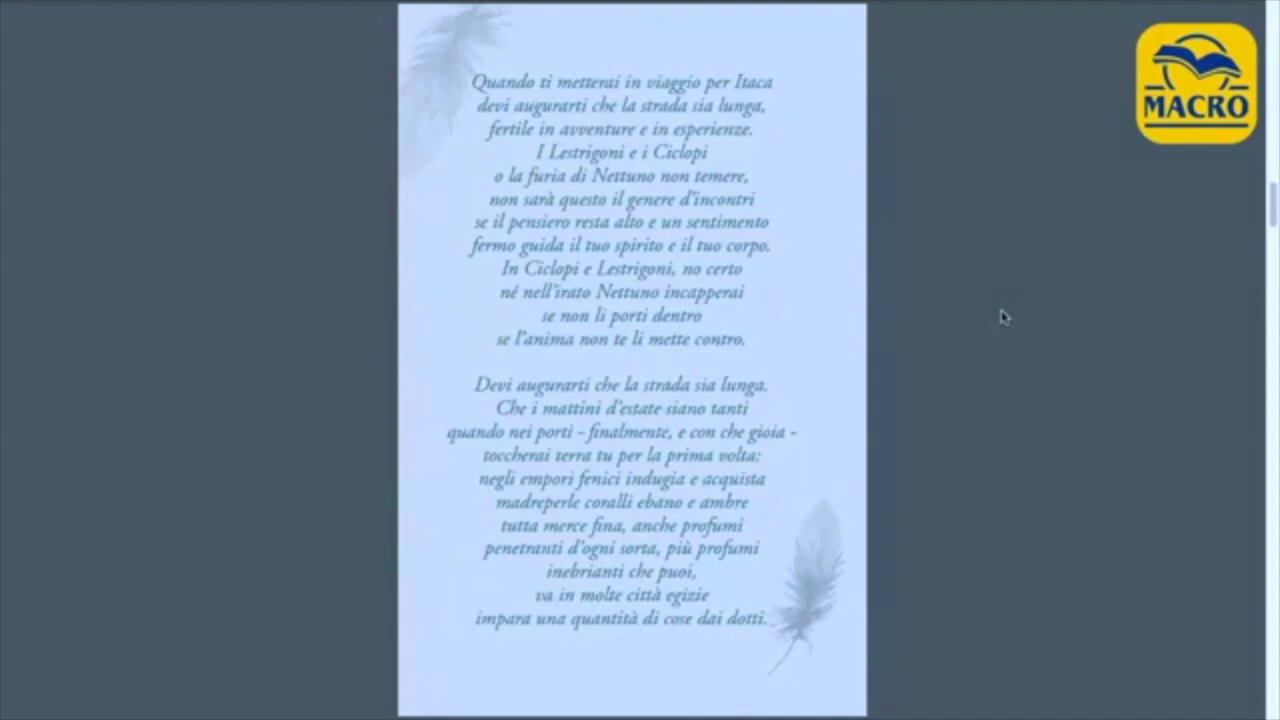 Quando ti metterai in viaggio per Itaca
devi augurarti che la strada sia lunga,
fertile in avventure e in esperienze.
I Lestrigoni e i Ciclopi
o la furia di Nettuno non temere,
non sarà questo il genere d'incontri
se il pensiero resta alto e un sentimento
fermo guida il tuo spirito e il tuo corpo.
In Ciclopi e Lestrigoni, no certo
né nell'irato Nettuno incapperai
se non li porti dentro
se l'anima non te li mette contro.
Devi augurarti che la strada sia lunga.
Che i mattini d'estate siano tanti
quando nei porti - finalmente, e con che gioia -
toccherai terra tu per la prima volta:
negli empori fenici indugia e acquista
madreperle coralli ebano e ambre
tutta merce fina, anche profumi
penetranti d'ogni sorta, più profumi
inebrianti che puoi,
va in molte città egizie
impara una quantità di cose dai dotti.
MACRO